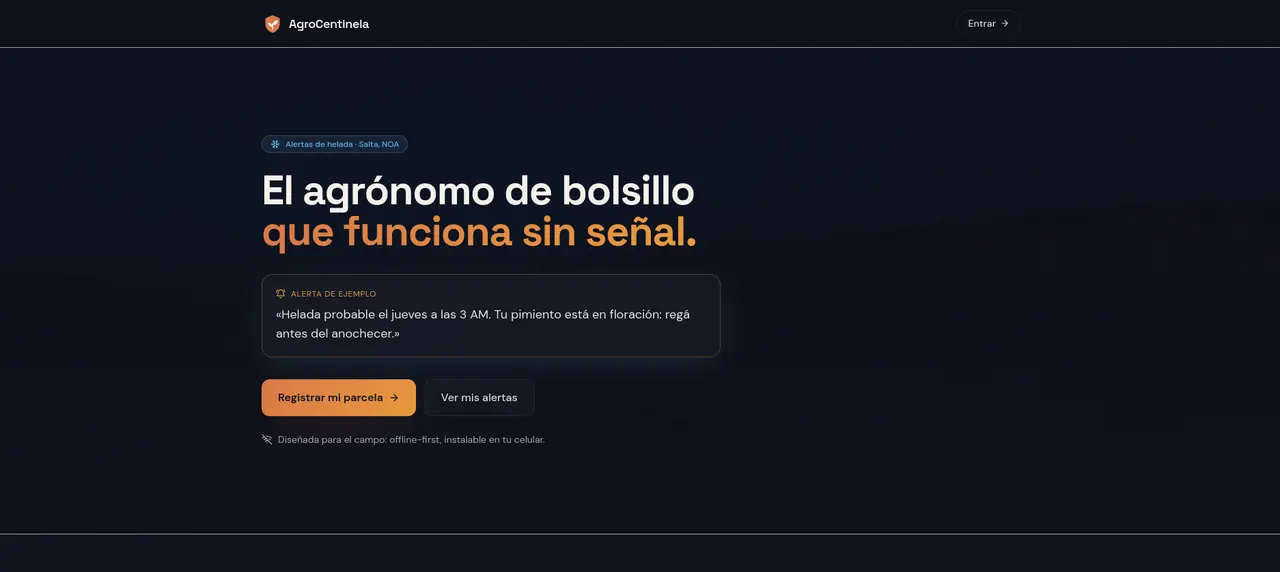 AgroCentinela
Entrar →
Alertas de helada · Salta, NOA
El agrónomo de bolsillo
que funciona sin señal.
ALERTA DE EJEMPLO
«Helada probable el jueves a las 3 AM. Tu pimiento está en floración: regá
antes del anochecer.»
Registrar mi parcela →
Ver mis alertas
Diseñada para el campo: offline-first, instalable en tu celular.